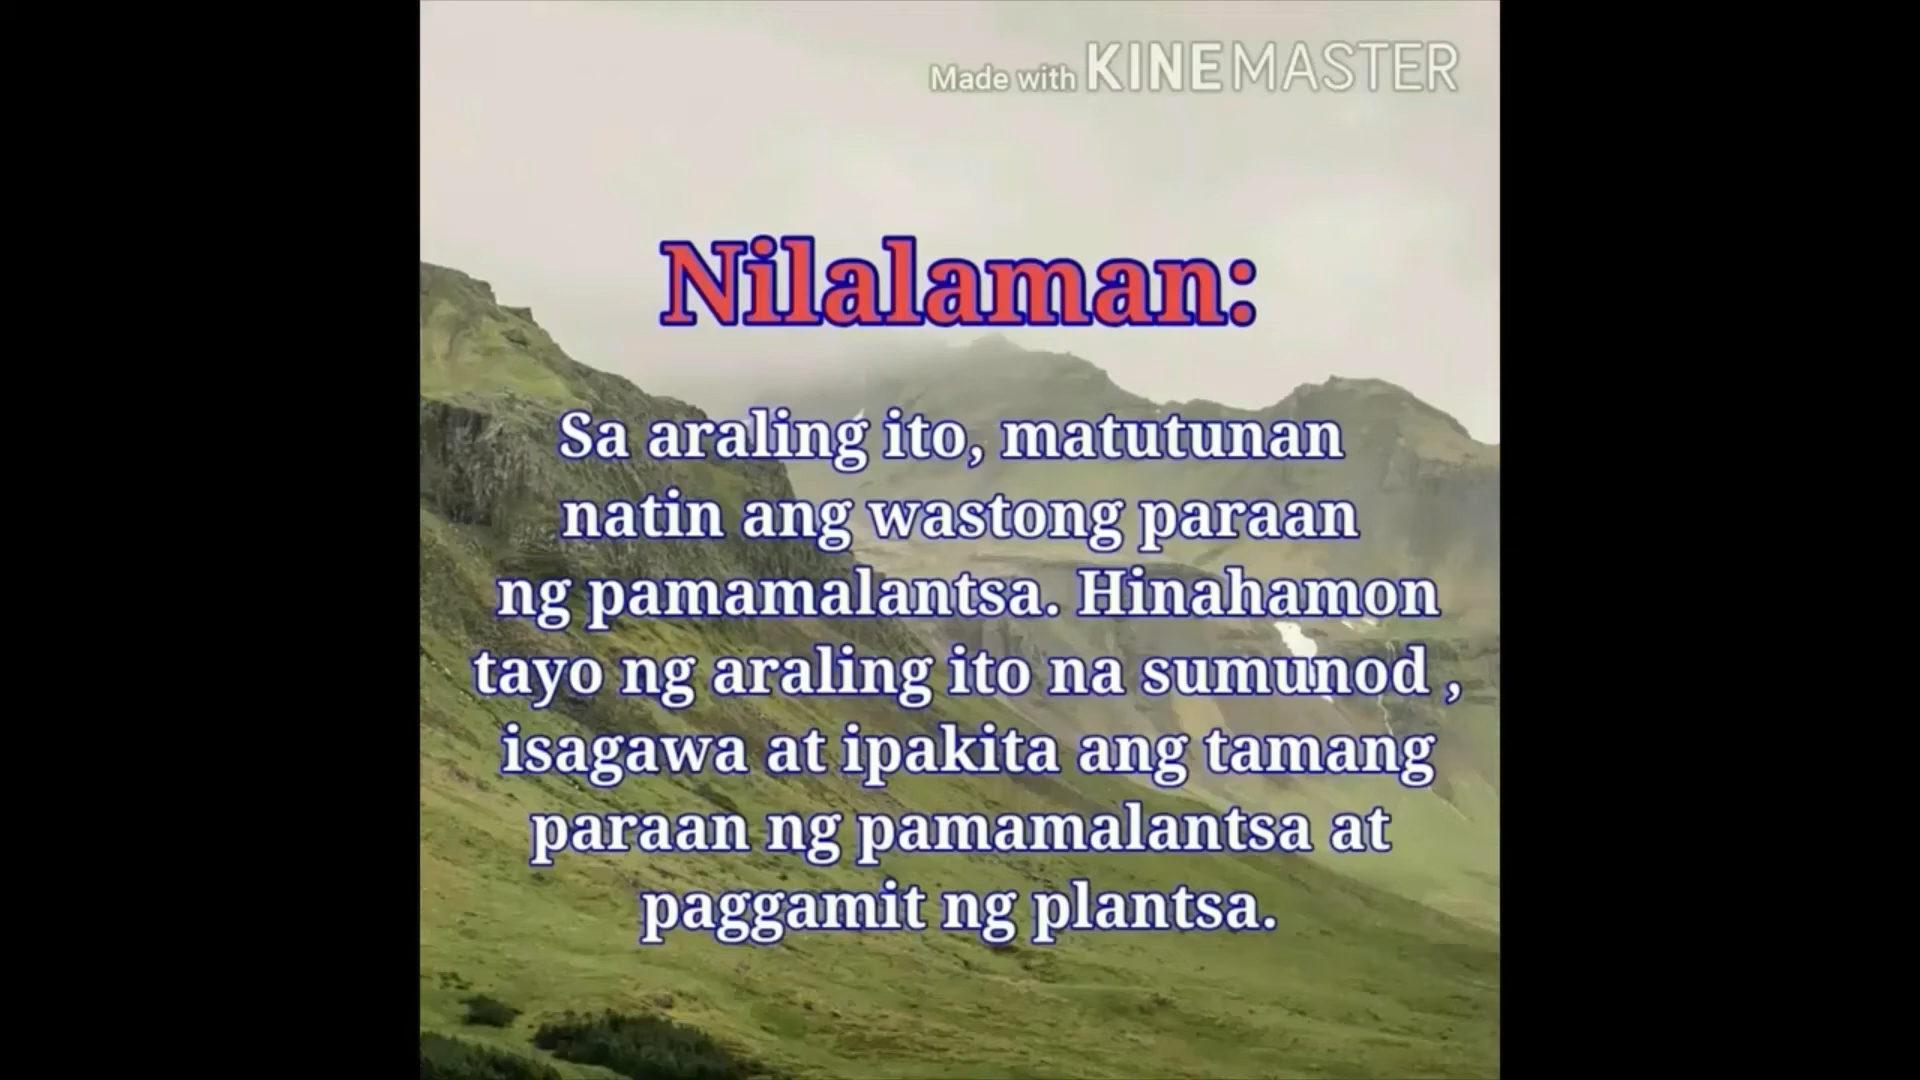 Made with KINEMASTER
Nilalaman:
Sa araling ito, matutunan
natin ang wastong paraan
ng pamamalantsa. Hinahamon
tayo ng araling ito na sumunod ,
isagawa at ipakita ang tamang
paraan ng pamamalantsa at
paggamit ng plantsa.